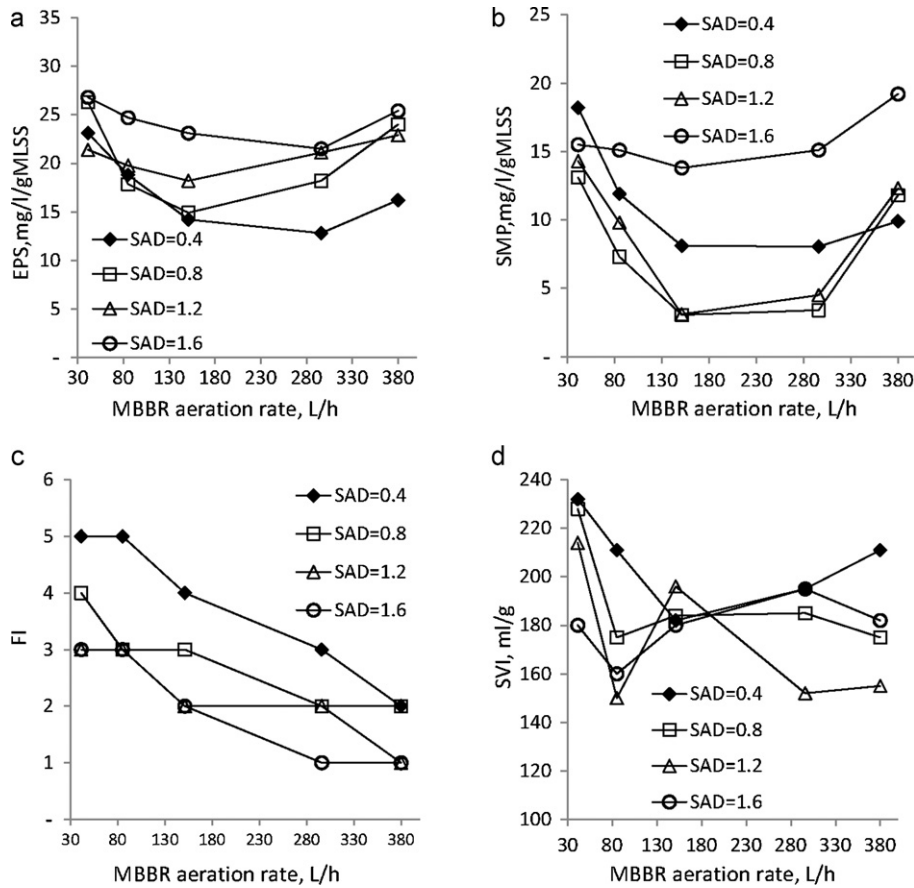 a
35
30
25
20
15
10
5
-
EPS,mg/l/gMLSS
SAD=0.4
SAD=0.8
SAD=1.2
SAD=1.6
30 80 130 180 230 280 330 380
MBBR aeration rate, L/h
b
25
20
15
10
5
-
SMP,mg/l/gMLSS
SAD=0.4
SAD=0.8
SAD=1.2
SAD=1.6
30 80 130 180 230 280 330 380
MBBR aeration rate, L/h
c
6
5
4
3
2
1
-
FI
SAD=0.4
SAD=0.8
SAD=1.2
SAD=1.6
30 80 130 180 230 280 330 380
MBBR aeration rate, L/h
d
240
220
200
180
160
140
120
100
SVI, ml/g
SAD=0.4
SAD=0.8
SAD=1.2
SAD=1.6
30 80 130 180 230 280 330 380
MBBR aeration rate, L/h